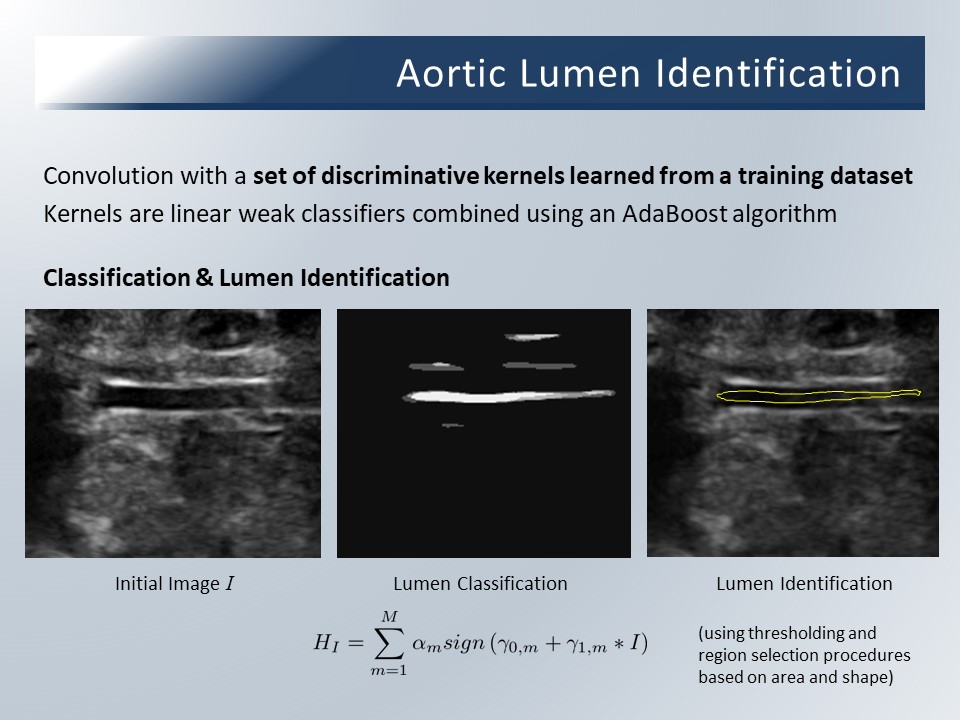 Aortic Lumen Identification
Convolution with a set of discriminative kernels learned from a training dataset
Kernels are linear weak classifiers combined using an AdaBoost algorithm
Classification & Lumen Identification
Initial Image I
Lumen Classification
Lumen Identification
H_I = \sum_{m=1}^{M} \alpha_m sign (\gamma_{0,m} + \gamma_{1,m} * I)
(using thresholding and
region selection procedures
based on area and shape)